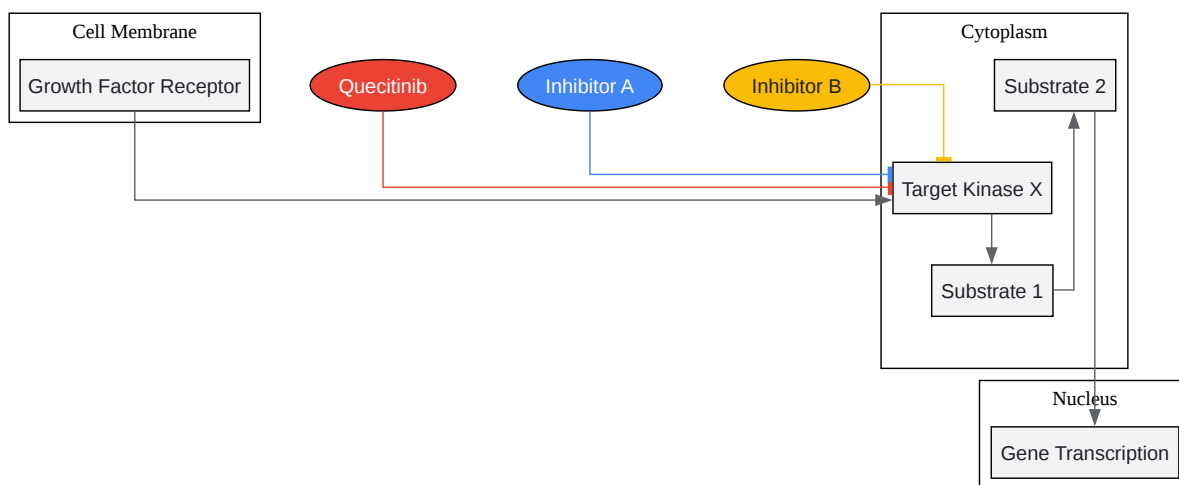 Cell Membrane
Growth Factor Receptor
Quecitinib
Inhibitor A
Inhibitor B
Cytoplasm
Substrate 2
Target Kinase X
Substrate 1
Nucleus
Gene Transcription